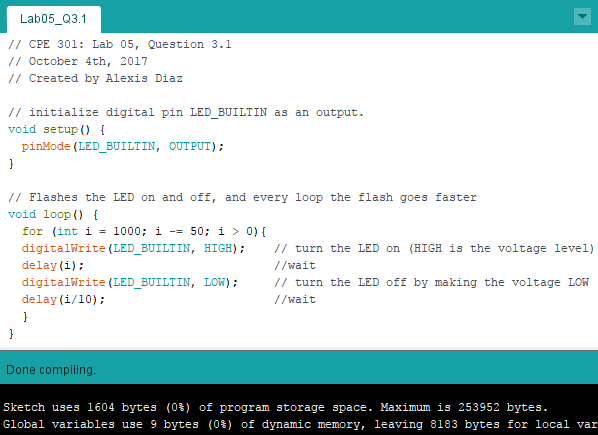 Lab05_Q3.1
// CPE 301: Lab 05, Question 3.1
// October 4th, 2017
// Created by Alexis Diaz
// initialize digital pin LED_BUILTIN as an output.
void setup() {
pinMode(LED_BUILTIN, OUTPUT);
}
// Flashes the LED on and off, and every loop the flash goes faster
void loop() {
for (int i = 1000; i -= 50; i > 0){
digitalWrite(LED_BUILTIN, HIGH); // turn the LED on (HIGH is the voltage level)
delay(i); //wait
digitalWrite(LED_BUILTIN, LOW); // turn the LED off by making the voltage LOW
delay(i/10); //wait
}
}
Done compiling.
Sketch uses 1604 bytes (0%) of program storage space. Maximum is 253952 bytes.
Global variables use 9 bytes (0%) of dynamic memory, leaving 8183 bytes for local var